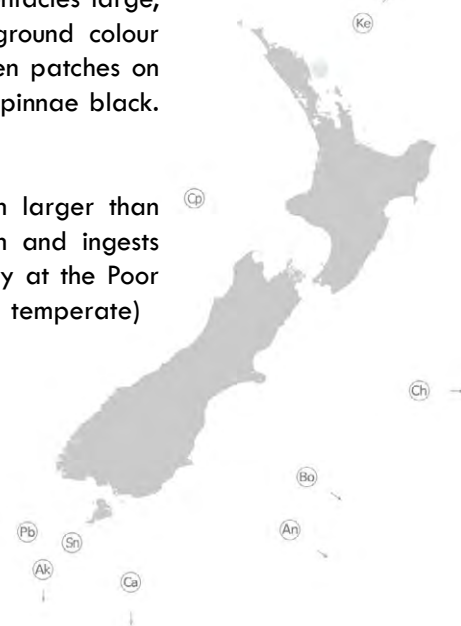 ntacles large,
ground colour
en patches on
pinnae black.
n larger than
n and ingests
y at the Poor
temperate)
Ke
Cp
Ch
Bo
An
Pb
Sn
Ak
Ca